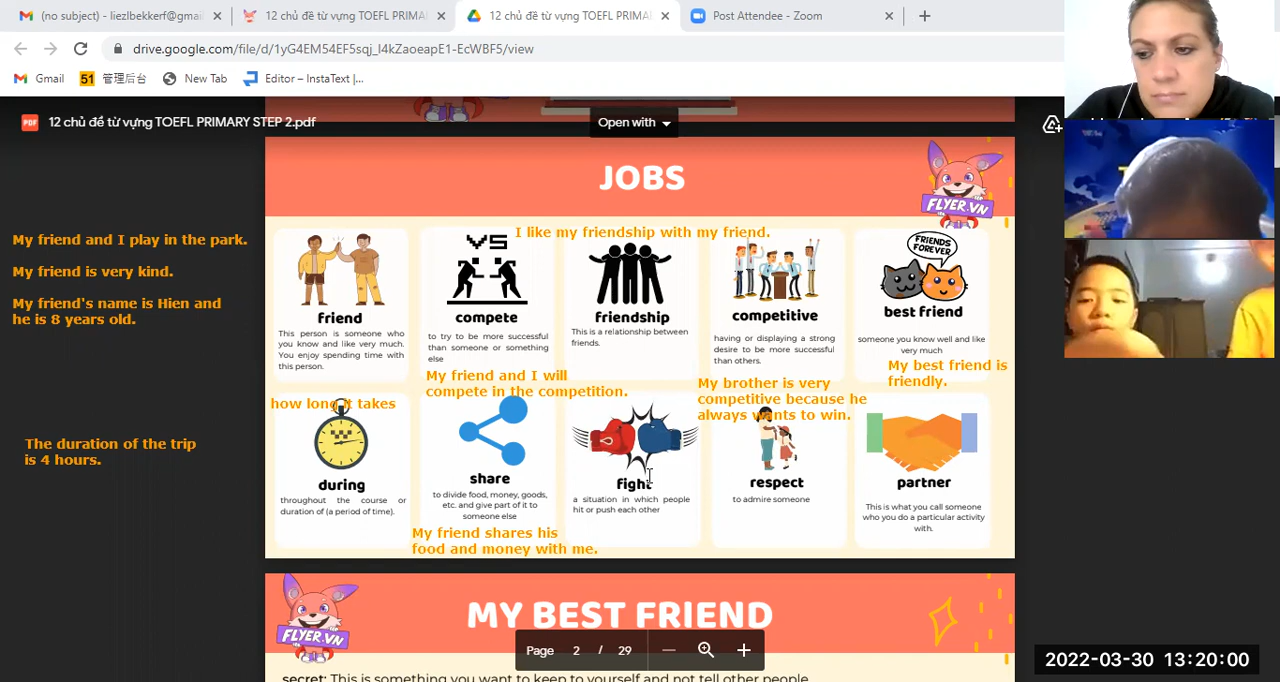 (no subject) - liezlbekkerf@gmai
12 chủ đề từ vựng TOEFL PRIMA
12 chủ đề từ vựng TOEFL PRIMA
Post Attendee - Zoom
drive.google.com/file/d/1yG4EM54EF5sqj_l4kZaoeapE1-EcWBF5/view
Gmail
51 管理后台
New Tab
Editor – InstaText |...
PDF
12 chủ đề từ vựng TOEFL PRIMARY STEP 2.pdf
Open with
JOBS
FLYER.VN
My friend and I play in the park.
My friend is very kind.
My friend's name is Hien and
he is 8 years old.
I like my friendship with my friend.
VS
FRIENDS
FOREVER
friend
This person is someone who
you know and like very much.
You enjoy spending time with
this person.
compete
to try to be more successful
than someone or something
else
friendship
This is a relationship between
friends.
competitive
having or displaying a strong
desire to be more successful
than others.
best friend
someone you know well and like
very much
My friend and I will
compete in the competition.
My brother is very
competitive because he
always wants to win.
My best friend is
friendly.
how long it takes
The duration of the trip
is 4 hours.
during
throughout the course or
duration of (a period of time).
share
to divide food, money, goods,
etc. and give part of it to
someone else
fight
a situation in which people
hit or push each other
respect
to admire someone
partner
This is what you call someone
who you do a particular activity
with.
My friend shares his
food and money with me.
MY BEST FRIEND
FLYER.VN
secret: This is something you want to keep to yourself and not tell other people
Page 2 / 29
2022-03-30 13:20:00